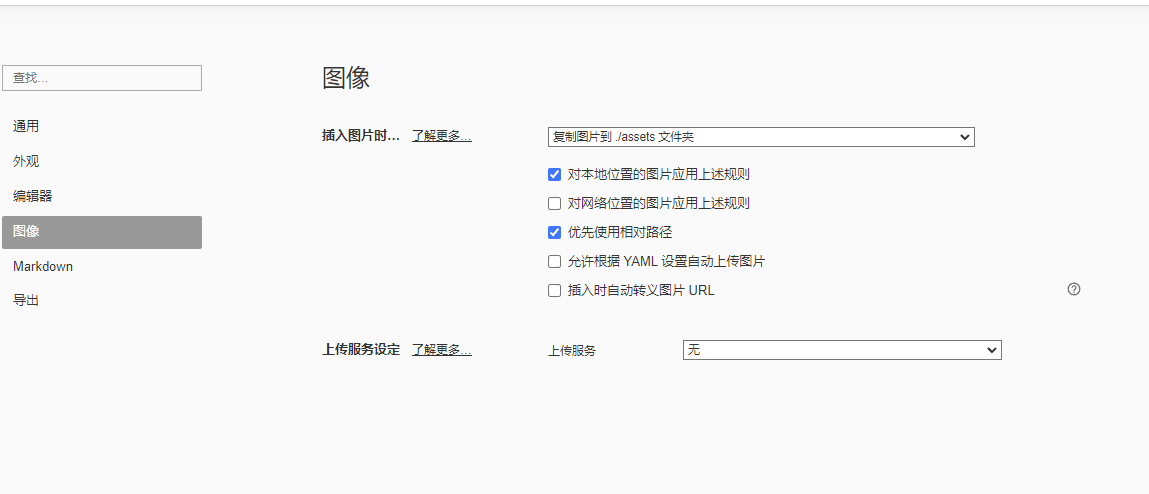 查找...
通用
外观
编辑器
图像
Markdown
导出
图像
插入图片时... 了解更多... 复制图片到 ./assets 文件夹
对本地位置的图片应用上述规则
对网络位置的图片应用上述规则
优先使用相对路径
允许根据 YAML 设置自动上传图片
插入时自动转义图片 URL
上传服务设定 了解更多... 上传服务 无